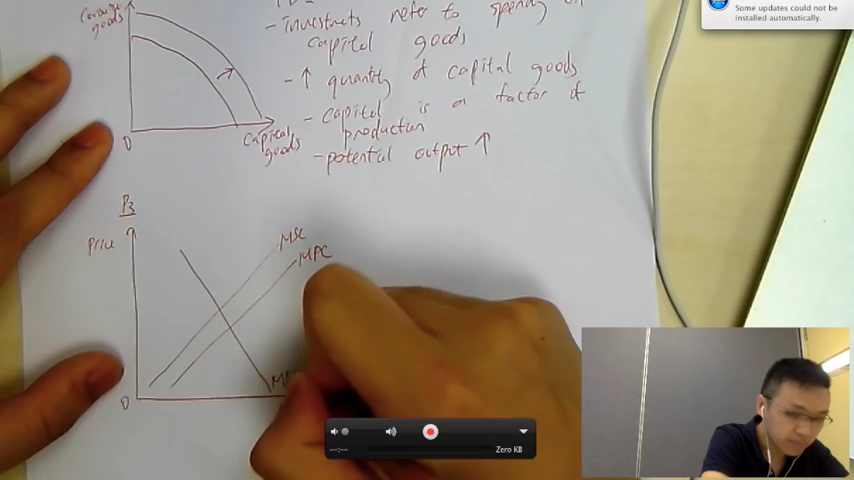 - investments refer to spending on
capital goods
- ↑ quantity of capital goods
- capital is a factor of
production
- potential output ↑
goods
0
capital
goods
P3
Price
MSC
MPC
0
Some updates could not be
installed automatically.
--:--
Zero KB